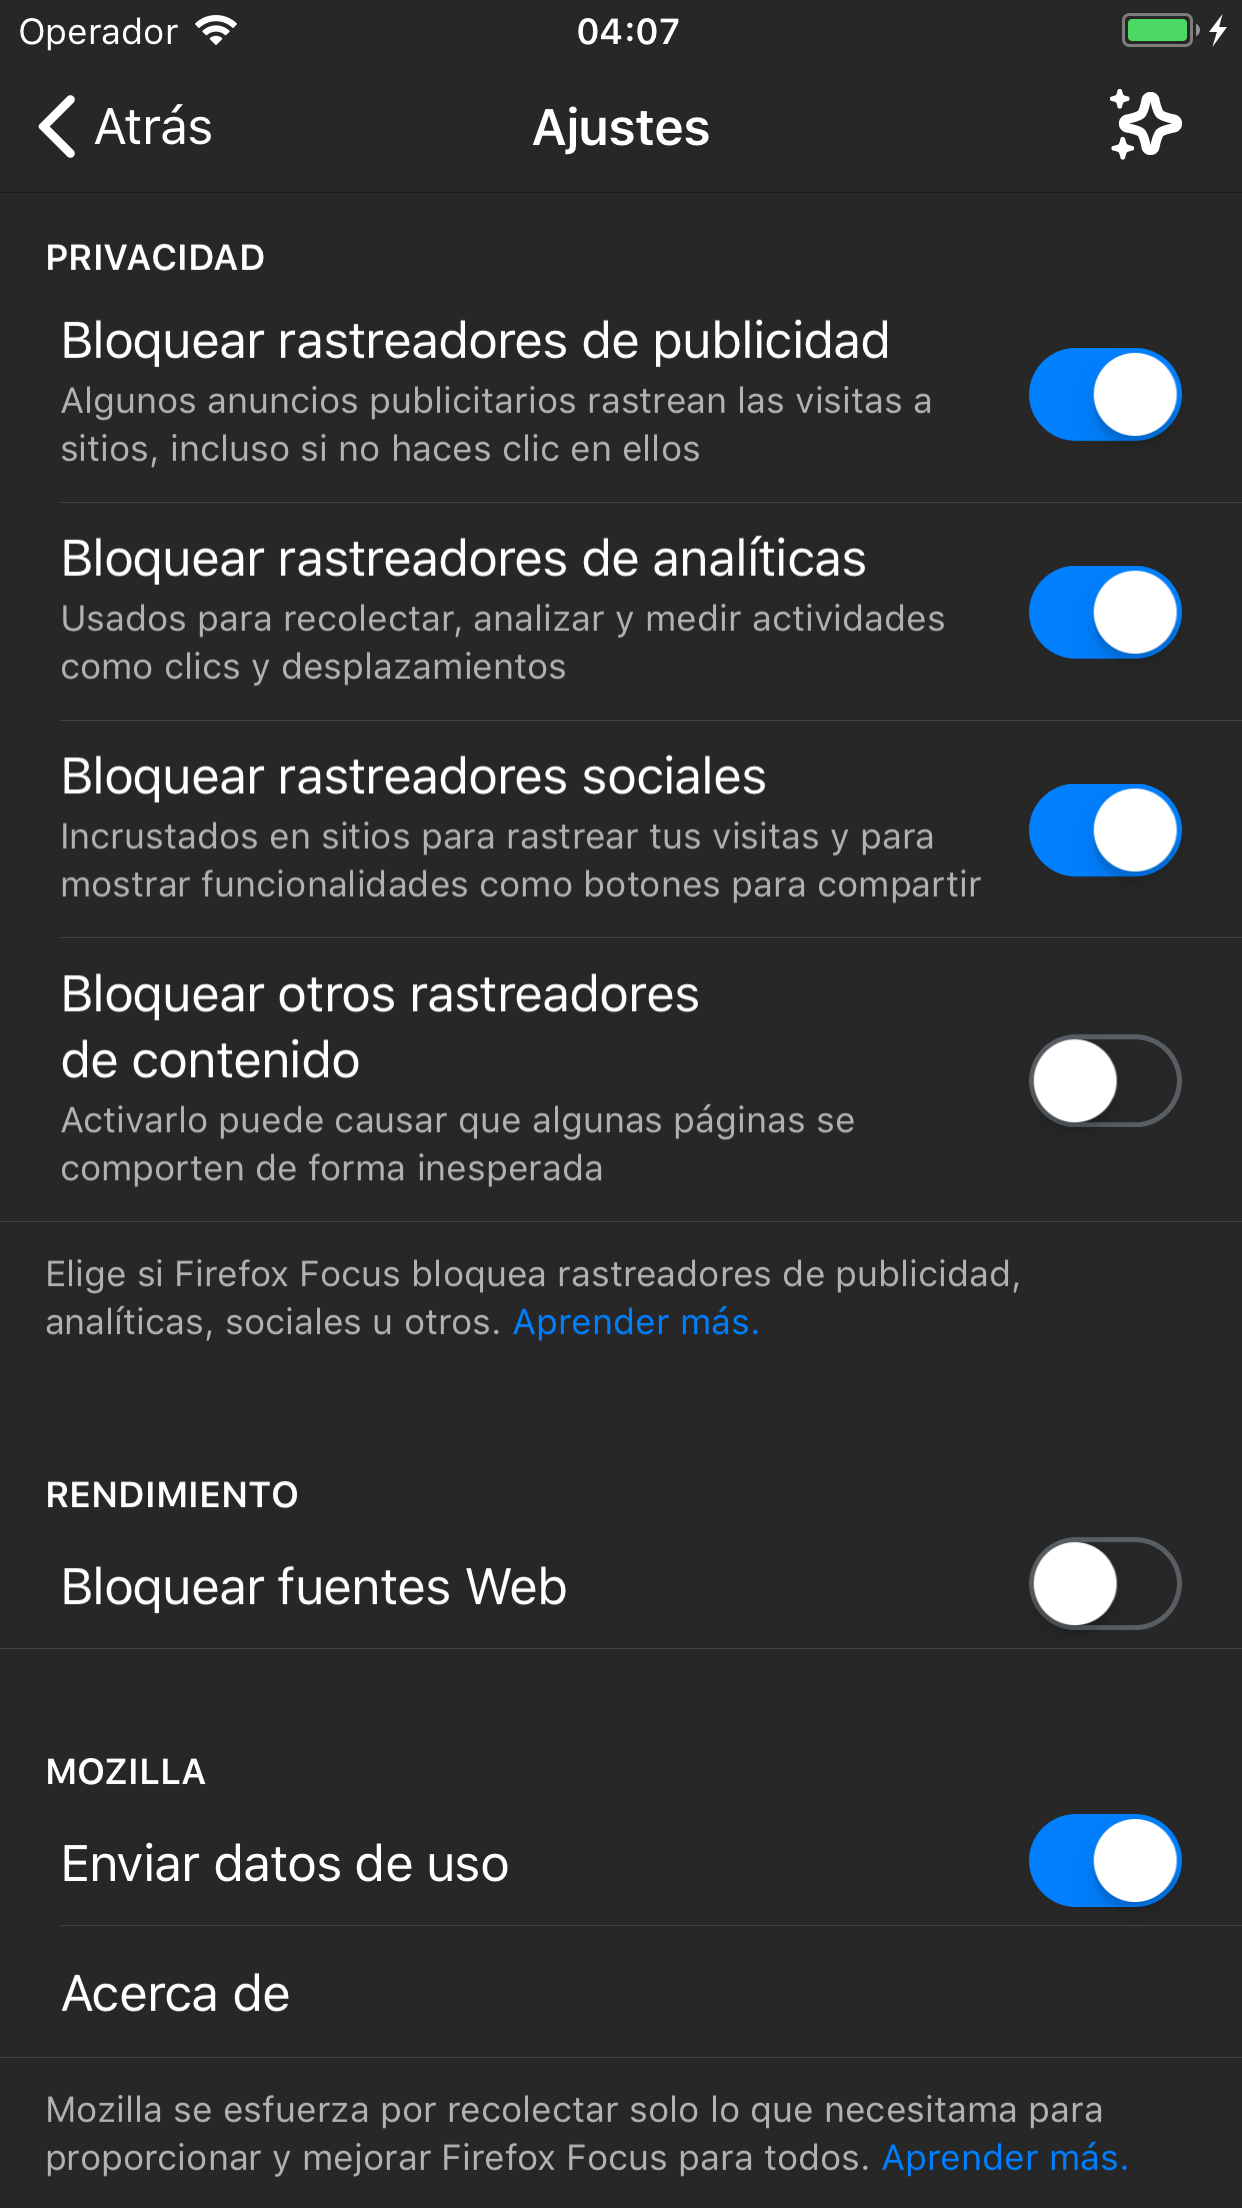 Operador
04:07
Atrás
Ajustes
PRIVACIDAD
Bloquear rastreadores de publicidad
Algunos anuncios publicitarios rastrean las visitas a
sitios, incluso si no haces clic en ellos
Bloquear rastreadores de analíticas
Usados para recolectar, analizar y medir actividades
como clics y desplazamientos
Bloquear rastreadores sociales
Incrustados en sitios para rastrear tus visitas y para
mostrar funcionalidades como botones para compartir
Bloquear otros rastreadores
de contenido
Activarlo puede causar que algunas páginas se
comporten de forma inesperada
Elige si Firefox Focus bloquea rastreadores de publicidad,
analíticas, sociales u otros. Aprender más.
RENDIMIENTO
Bloquear fuentes Web
MOZILLA
Enviar datos de uso
Acerca de
Mozilla se esfuerza por recolectar solo lo que necesitama para
proporcionar y mejorar Firefox Focus para todos. Aprender más.